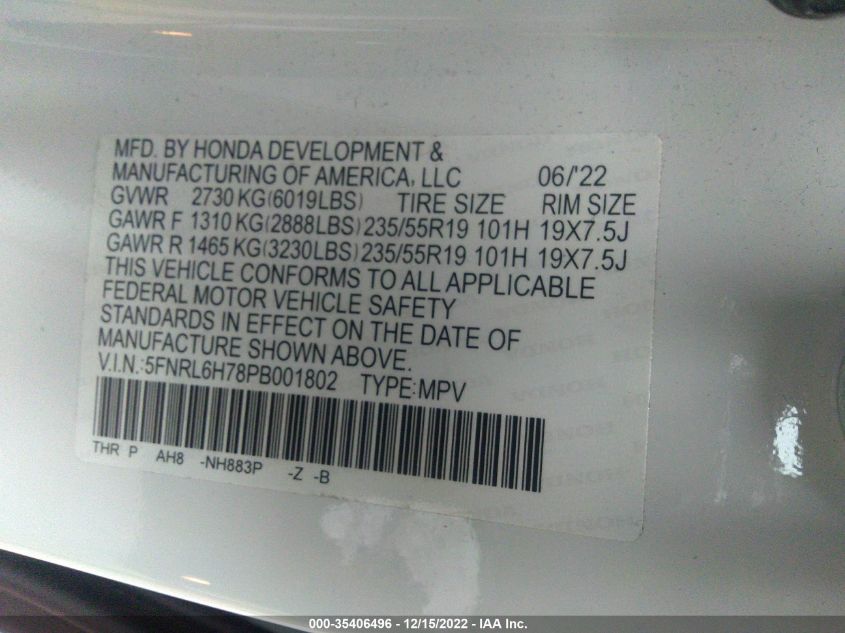 MFD. BY HONDA DEVELOPMENT &
MANUFACTURING OF AMERICA, LLC 06/'22
GVWR 2730 KG(6019LBS) TIRE SIZE RIM SIZE
GAWR F 1310 KG(2888LBS) 235/55R19 101H 19X7.5J
GAWR R 1465 KG(3230LBS) 235/55R19 101H 19X7.5J
THIS VEHICLE CONFORMS TO ALL APPLICABLE
FEDERAL MOTOR VEHICLE SAFETY
STANDARDS IN EFFECT ON THE DATE OF
MANUFACTURE SHOWN ABOVE.
V.I.N.:5FNRL6H78PB001802 TYPE:MPV
THR P AH8 -NH883P -Z -B
000-35406496 - 12/15/2022 - IAA Inc.